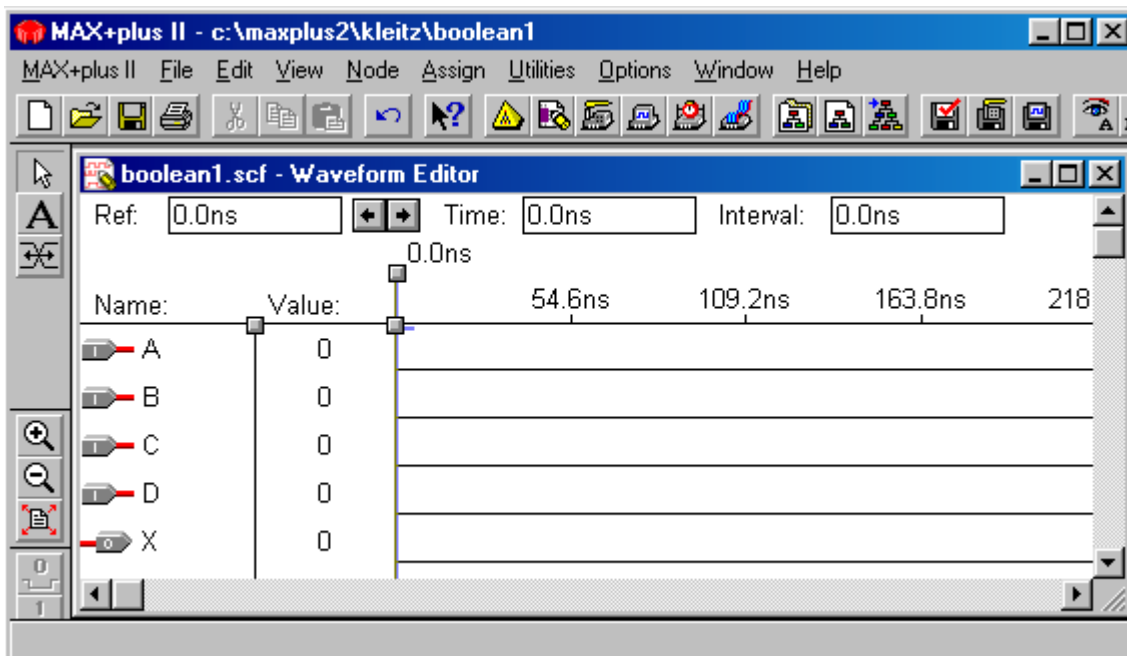 MAX+plus II - c:\maxplus2\kleitz\boolean1
MAX+plus II File Edit View Node Assign Utilities Options Window Help
boolean1.scf - Waveform Editor
Ref: 0.0ns Time: 0.0ns Interval: 0.0ns
0.0ns
54.6ns 109.2ns 163.8ns 218
Name: Value:
A 0
B 0
C 0
D 0
X 0
A
A
0
1